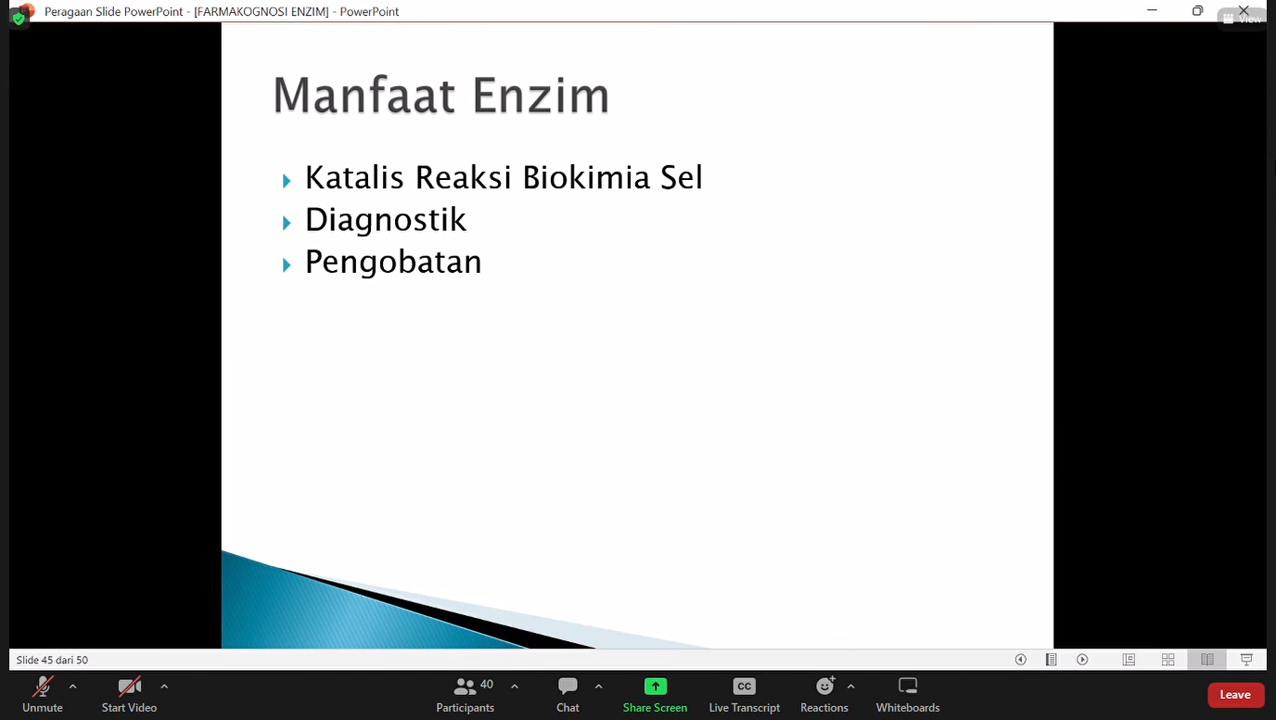 Peragaan Slide PowerPoint - [FARMAKOGNOSI ENZIM] - PowerPoint
View
Manfaat Enzim
Katalis Reaksi Biokimia Sel
Diagnostik
Pengobatan
Slide 45 dari 50
Unmute
Start Video
40
Participants
Chat
Share Screen
CC
Live Transcript
Reactions
Whiteboards
Leave